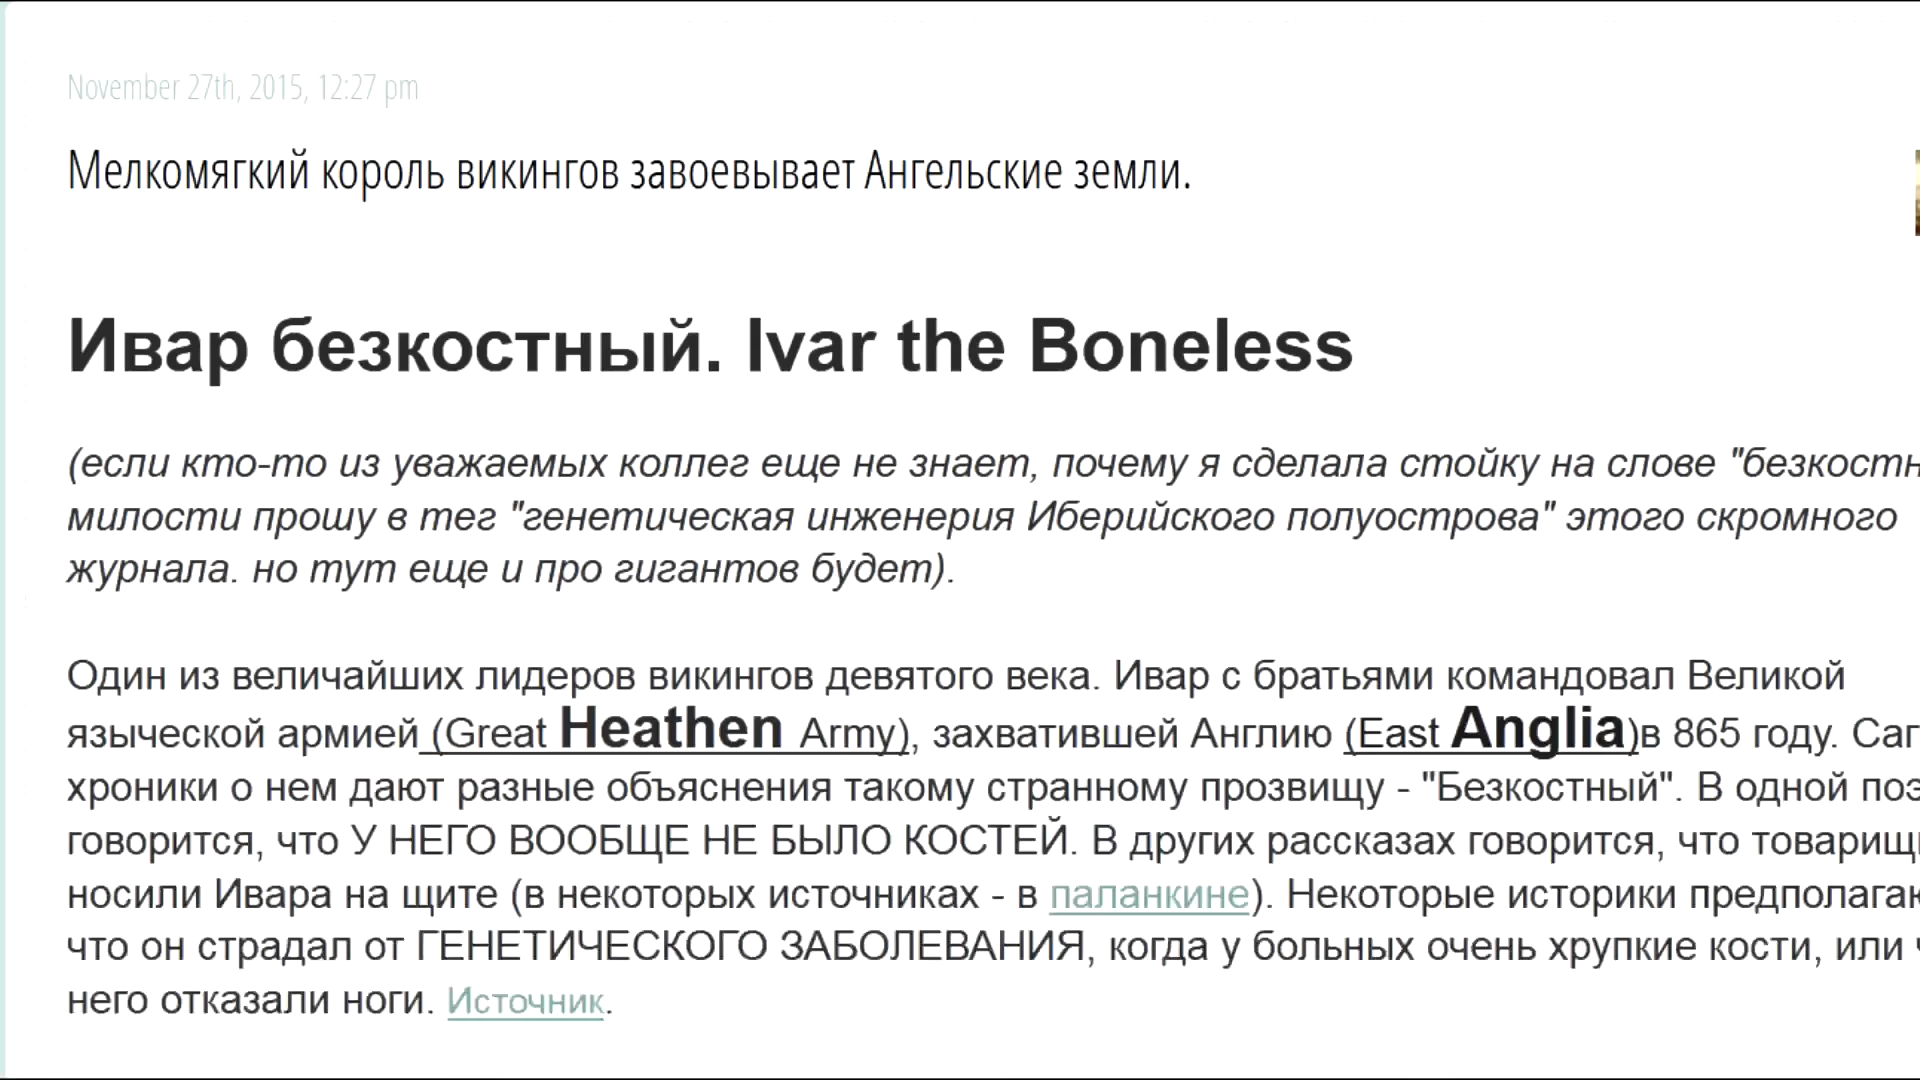 November 27th, 2015, 12:27 pm
Мелкомягкий король викингов завоевывает Ангельские земли.
Ивар безкостный. Ivar the Boneless
(если кто-то из уважаемых коллег еще не знает, почему я сделала стойку на слове "безкостн
милости прошу в тег "генетическая инженерия Иберийского полуострова" этого скромного
журнала. но тут еще и про гигантов будет).
Один из величайших лидеров викингов девятого века. Ивар с братьями командовал Великой
языческой армией (Great Heathen Army), захватившей Англию (East Anglia)в 865 году. Саг
хроники о нем дают разные объяснения такому странному прозвищу - "Безкостный". В одной поэ
говорится, что У НЕГО ВООБЩЕ НЕ БЫЛО КОСТЕЙ. В других рассказах говорится, что товарищ
носили Ивара на щите (в некоторых источниках - в паланкине). Некоторые историки предполага
что он страдал от ГЕНЕТИЧЕСКОГО ЗАБОЛЕВАНИЯ, когда у больных очень хрупкие кости, или
него отказали ноги. Источник.